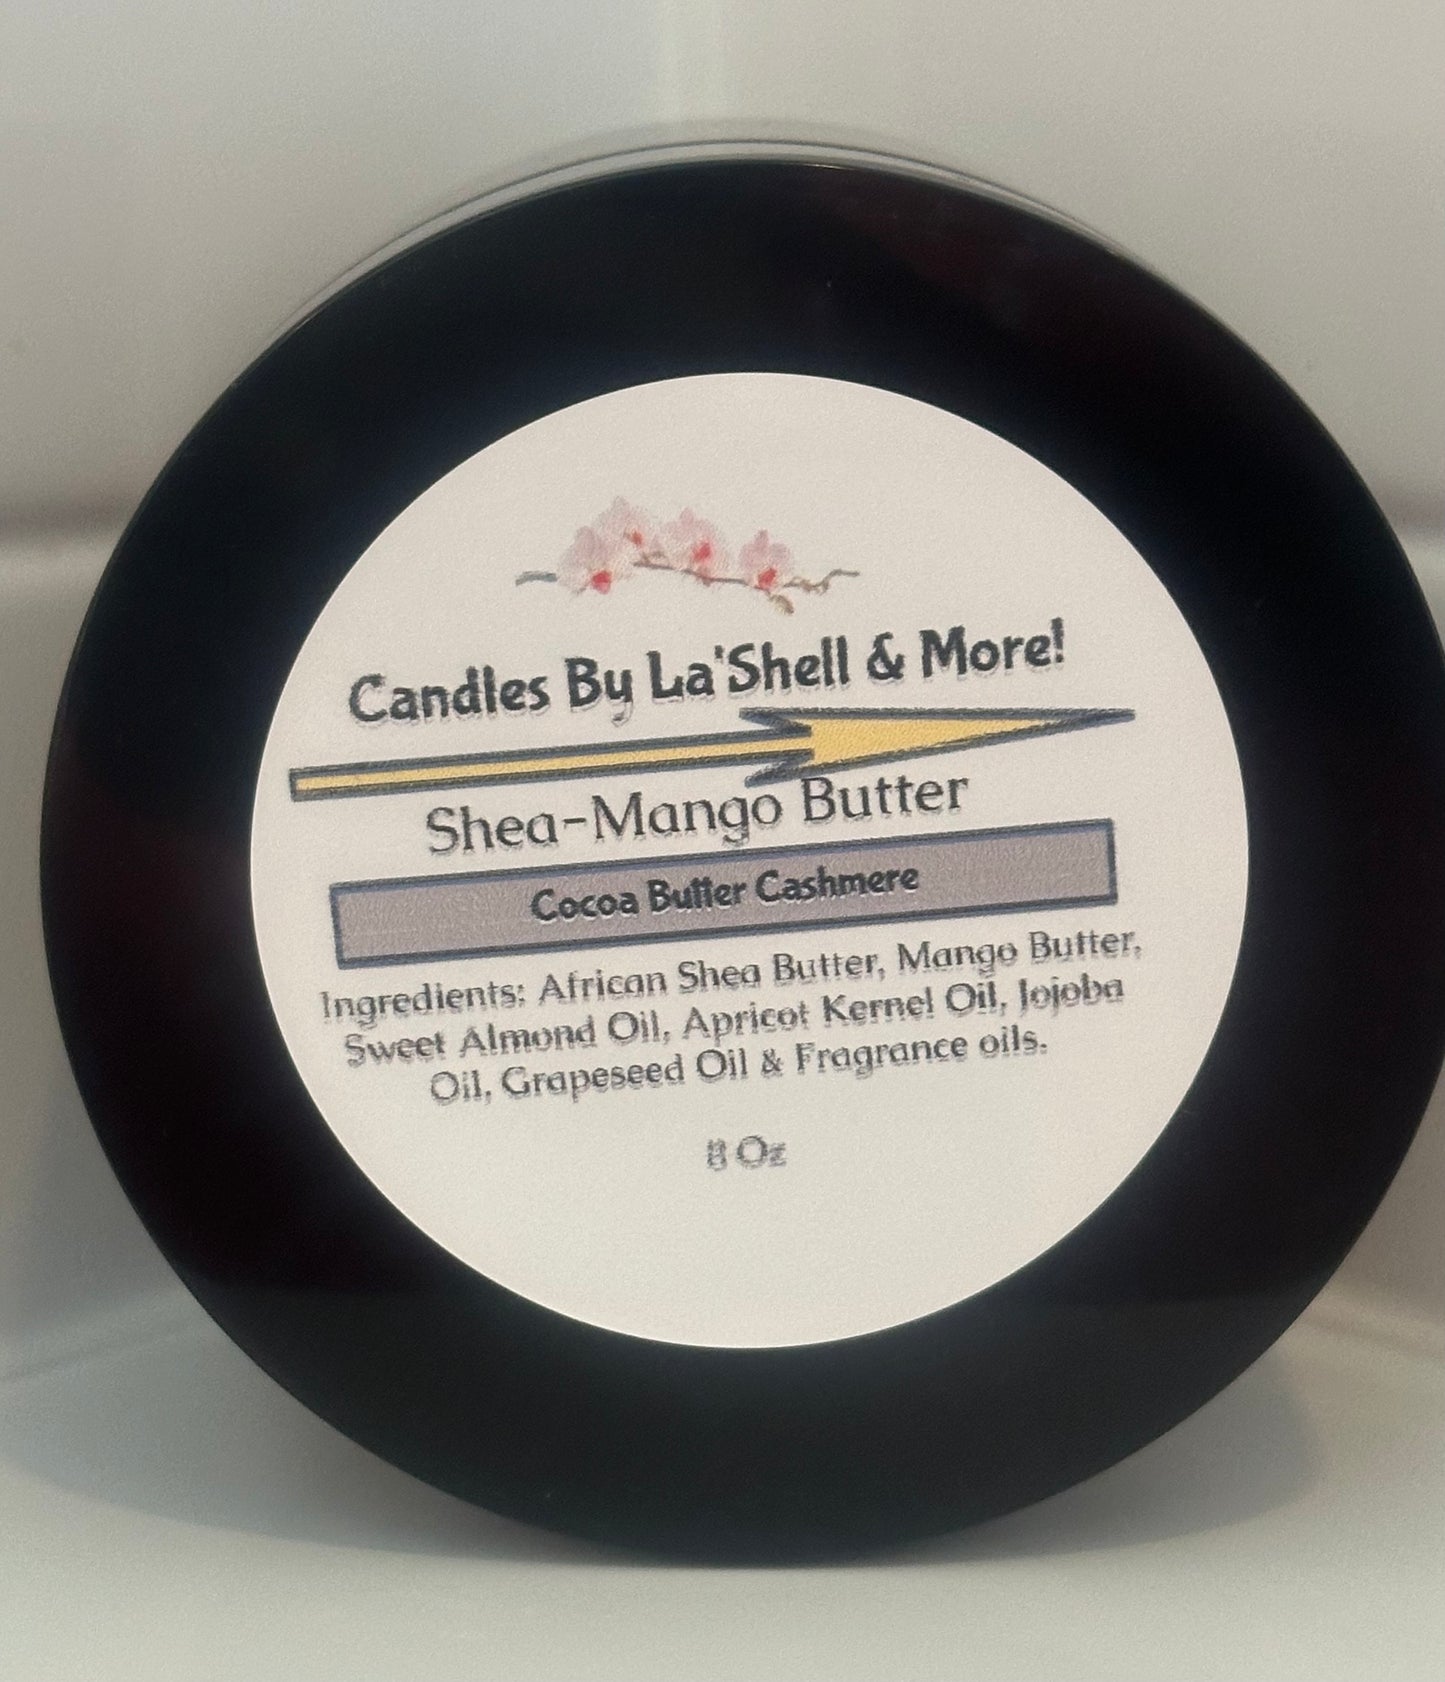 Candles By La'Shell & More!
Shea-Mango Butter
Cocoa Butter Cashmere
Ingredients: African Shea Butter, Mango Butter,
Sweet Almond Oil, Apricot Kernel Oil, Jojoba
Oil, Grapeseed Oil & Fragrance oils.
8 Oz